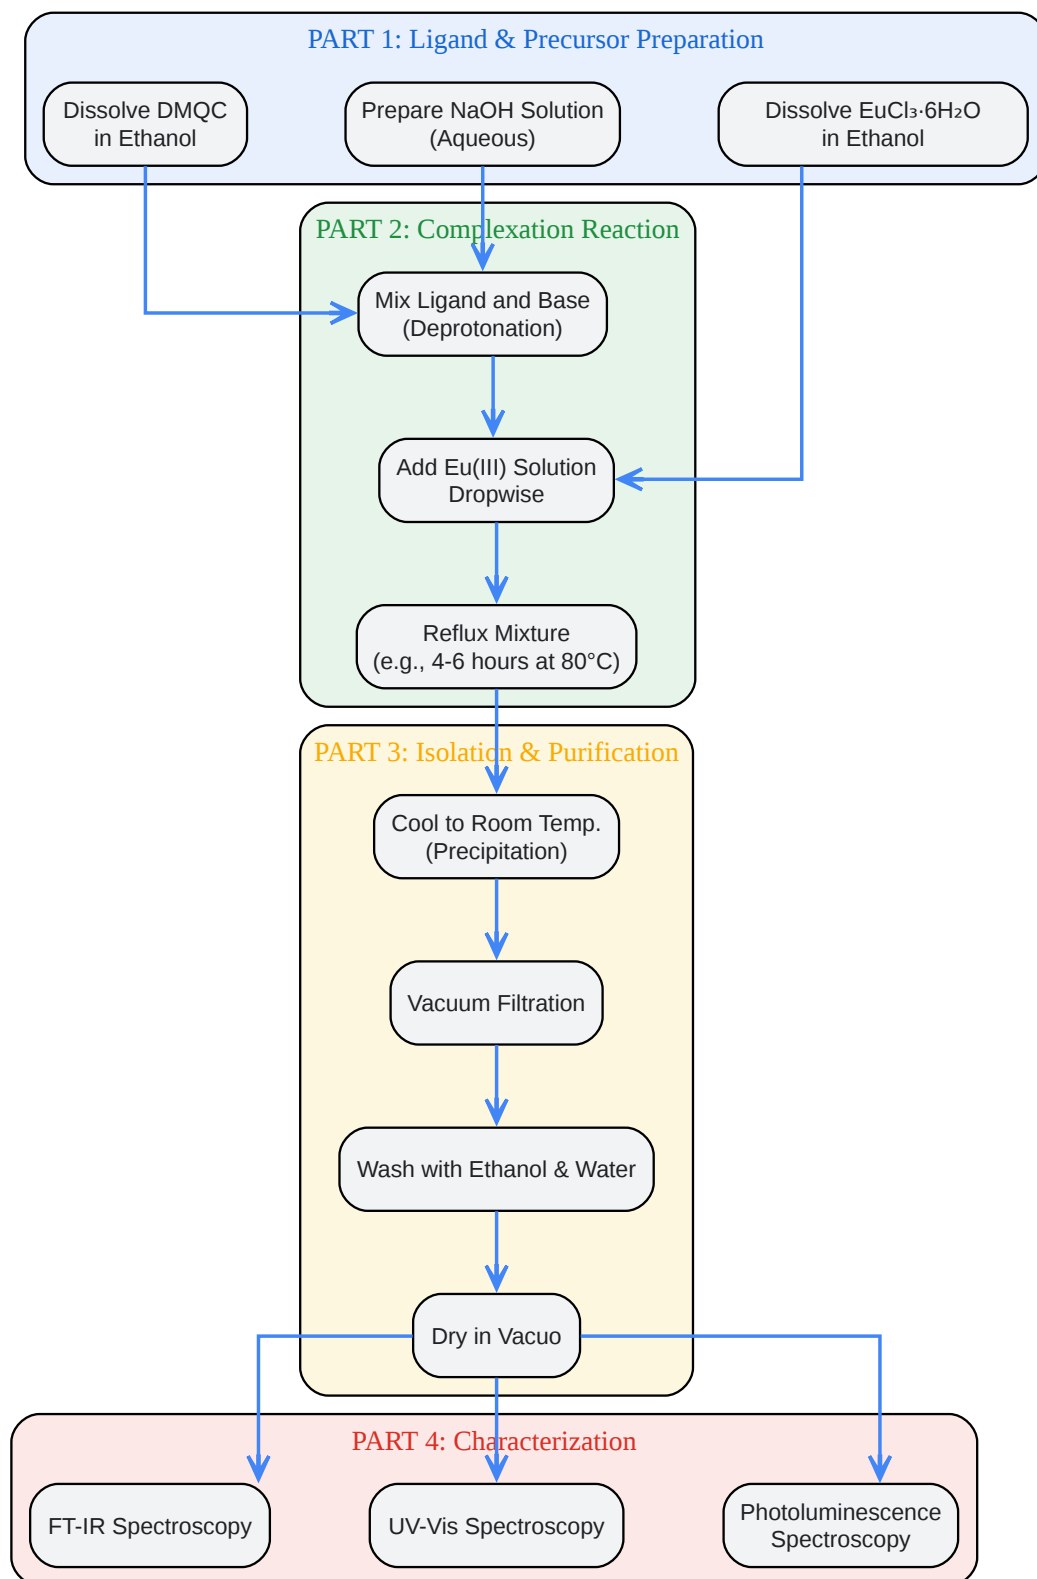 PART 1: Ligand & Precursor Preparation
Dissolve DMQC
in Ethanol
Prepare NaOH Solution
(Aqueous)
Dissolve EuCl₃·6H₂O
in Ethanol
PART 2: Complexation Reaction
Mix Ligand and Base
(Deprotonation)
Add Eu(III) Solution
Dropwise
Reflux Mixture
(e.g., 4-6 hours at 80°C)
PART 3: Isolation & Purification
Cool to Room Temp.
(Precipitation)
Vacuum Filtration
Wash with Ethanol & Water
Dry in Vacuo
PART 4: Characterization
FT-IR Spectroscopy
UV-Vis Spectroscopy
Photoluminescence
Spectroscopy